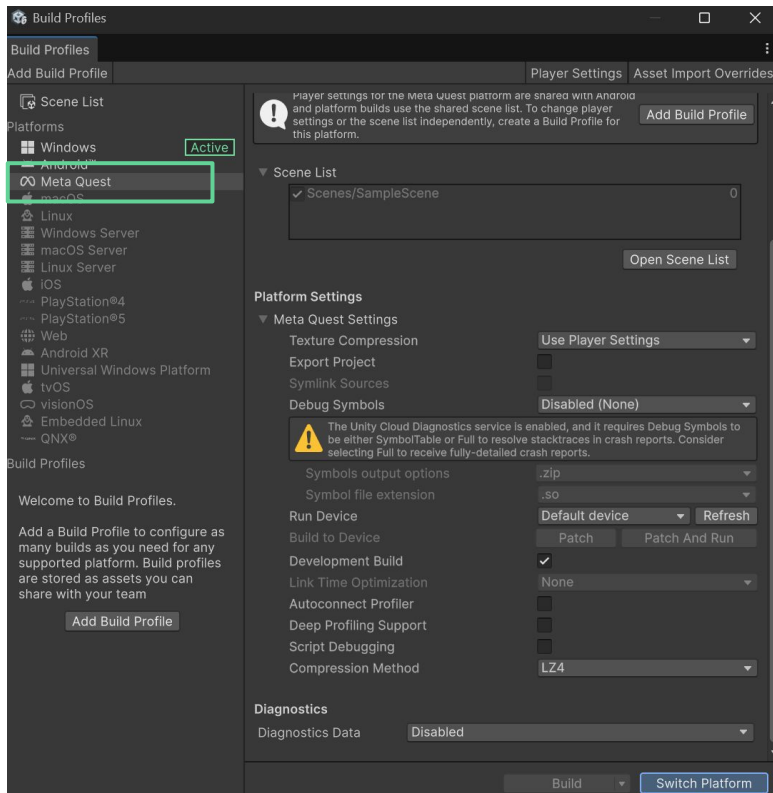 Build Profiles
Build Profiles
Add Build Profile
Player Settings
Asset Import Overrides
Scene List
Platforms
Windows
Active
Android™
Meta Quest
macOS
Linux
Windows Server
macOS Server
Linux Server
iOS
PlayStation®4
PlayStation®5
Web
Android XR
Universal Windows Platform
tvOS
visionOS
Embedded Linux
QNX®
Build Profiles
Welcome to Build Profiles.
Add a Build Profile to configure as
many builds as you need for any
supported platform. Build profiles
are stored as assets you can
share with your team
Add Build Profile
Player settings for the Meta Quest platform are shared with Android
and platform builds use the shared scene list. To change player
settings or the scene list independently, create a Build Profile for
this platform.
Add Build Profile
Scene List
Scenes/SampleScene 0
Open Scene List
Platform Settings
Meta Quest Settings
Texture Compression Use Player Settings
Export Project
Symlink Sources
Debug Symbols Disabled (None)
The Unity Cloud Diagnostics service is enabled, and it requires Debug Symbols to
be either SymbolTable or Full to resolve stacktraces in crash reports. Consider
selecting Full to receive fully-detailed crash reports.
Symbols output options .zip
Symbol file extension .so
Run Device Default device Refresh
Build to Device Patch Patch And Run
Development Build
Link Time Optimization None
Autoconnect Profiler
Deep Profiling Support
Script Debugging
Compression Method LZ4
Diagnostics
Diagnostics Data Disabled
Build Switch Platform